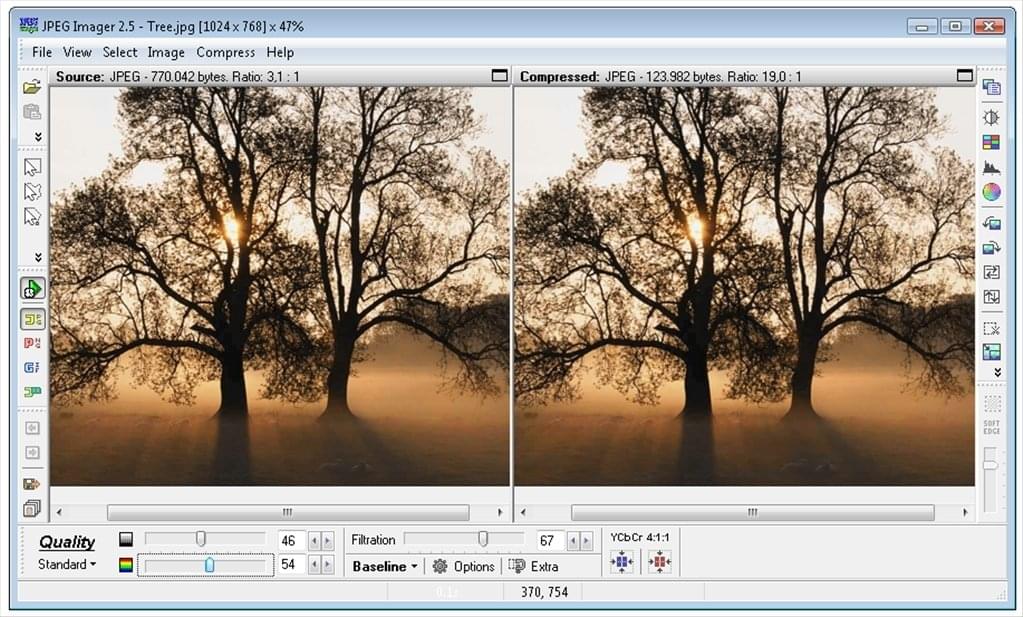 JPEG Imager 2.5 - Tree.jpg [1024 x 768] x 47%
File View Select Image Compress Help
Source: JPEG - 770.042 bytes. Ratio: 3,1 : 1
Compressed: JPEG - 123.982 bytes. Ratio: 19,0 : 1
SOFT
EDGE
Quality
Standard
46
54
Filtration
67
Baseline
Options
Extra
YCbCr 4:1:1
370, 754